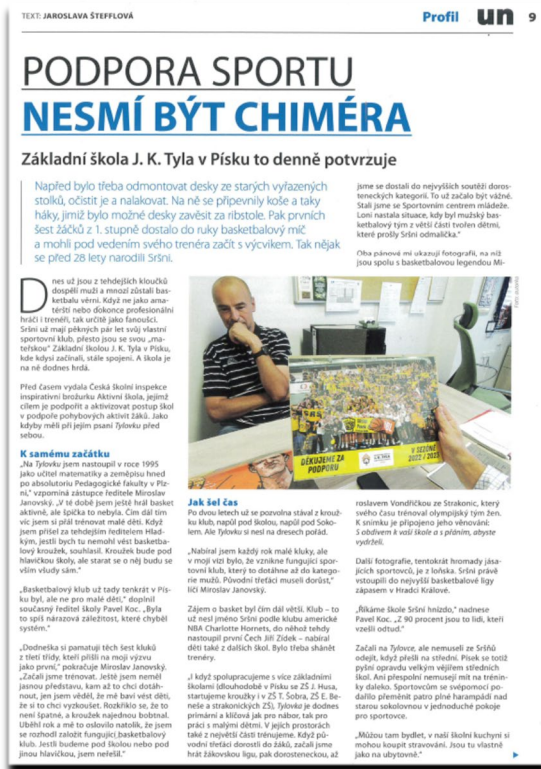 TEXT: JAROSLAVA ŠTEFFLOVÁ
Profil un 9
PODPORA SPORTU
NESMÍ BÝT CHIMÉRA
Základní škola J. K. Tyla v Písku to denně potvrzuje
Napřed bylo třeba odmontovat desky ze starých vyřazených
stolků, očistit je a nalakovat. Na ně se připevnily koše a taky
háky, jimiž bylo možné desky zavěsit za ribstole. Pak prvních
šest žáčků z 1. stupně dostalo do ruky basketbalový míč
a mohli pod vedením svého trenéra začít s výcvikem. Tak nějak
se před 28 lety narodili Sršni.
Dnes už jsou z tehdejších kloučků
dospělí muži a mnozí zůstali bas-
ketbalu věrni. Když ne jako ama-
térští nebo dokonce profesionální
hráči i trenéři, tak určitě jako fanoušci.
Sršni už mají pěkných pár let svůj vlastní
sportovní klub, přesto jsou se svou „ma-
teřskou“ Základní školou J. K. Tyla v Písku,
kde kdysi začínali, stále spojeni. A škola je
na ně dodnes hrdá.
Před časem vydala Česká školní inspekce
inspirativní brožurku Aktivní škola, jejímž
cílem je podpořit a aktivizovat postup škol
v podpoře pohybových aktivit žáků. Jako
kdyby měli při jejím psaní Tylovku před
sebou.
K samému začátku
„Na Tylovku jsem nastoupil v roce 1995
jako učitel matematiky a zeměpisu hned
po absolutoriu Pedagogické fakulty v Plz-
ni,“ vzpomíná zástupce ředitele Miroslav
Janovský. „V té době jsem ještě hrál basket
aktivně, ale špička to nebyla. Čím dál tím
víc jsem si přál trénovat malé děti. Když
jsem přišel za tehdejším ředitelem Hlad-
kým, jestli bych tu nemohl vést basketba-
lový kroužek, souhlasil. Kroužek bude pod
hlavičkou školy, ale starat se o něj budu se
vším všudy sám.“
„Basketbalový klub už tady tenkrát v Pís-
ku byl, ale ne pro malé děti,“ doplnil
současný ředitel školy Pavel Koc. „Byla
to spíš nárazová záležitost, které chyběl
systém.“
„Dodneška si pamatuji těch šest kluků
z třetí třídy, kteří přišli na moji výzvu
jako první,“ pokračuje Miroslav Janovský.
„Začali jsme trénovat. Ještě jsem neměl
jasnou představu, kam až to chci dotáh-
nout, jen jsem věděl, že mě baví vést děti,
že si to chci vyzkoušet. Rozkřiklo se, že to
není špatné, a kroužek najednou bobtnal.
Uběhl rok a mě to oslovilo natolik, že jsem
se rozhodl založit fungující basketbalový
klub. Jestli budeme pod školou nebo pod
jinou hlavičkou, jsem neřešil.“
DĚKUJEME ZA
PODPORU
V SEZÓNĚ
2022 / 2023
Jak šel čas
Po dvou letech už se pozvolna stával z krouž-
ku klub, napůl pod školou, napůl pod Soko-
lem. Ale Tylovku si nesl na dresech pořád.
„Nabíral jsem každý rok malé kluky, ale
v mojí vizi bylo, že vznikne fungující spor-
tovní klub, který to dotáhne až do katego-
rie mužů. Původní třeťáci museli dorůst,“
líčí Miroslav Janovský.
Zájem o basket byl čím dál větší. Klub – to
už nesl jméno Sršni podle klubu americké
NBA Charlotte Hornets, do něhož tehdy
nastoupil první Čech Jiří Zídek – nabíral
děti také z dalších škol. Bylo třeba shánět
trenéry.
„I když spolupracujeme s více základními
školami (dlouhodobě v Písku se ZŠ J. Husa,
startujeme kroužky i v ZŠ T. Šobra, ZŠ E. Be-
neše a strakonických ZŠ), Tylovka je dodnes
primární a klíčová jak pro nábor, tak pro
práci s malými dětmi. V jejích prostorách
také z největší části trénujeme. Když pů-
vodní třeťáci dorostli do žáků, začali jsme
hrát žákovskou ligu, pak dorosteneckou, až
jsme se dostali do nejvyšších soutěží doros-
teneckých kategorií. To už začalo být vážné.
Stali jsme se Sportovním centrem mládeže.
Loni nastala situace, kdy byl mužský bas-
ketbalový tým z větší části tvořen dětmi,
které prošly Sršni odmalička.“
Oba pánové mi ukazují fotografii, na níž
jsou spolu s basketbalovou legendou Mi-
roslavem Vondřičkou ze Strakonic, který
svého času trénoval olympijský tým žen.
K snímku je připojeno jeho věnování:
S obdivem k vaší škole a s přáním, abyste
vydrželi.
Další fotografie, tentokrát hromady jása-
jících sportovců, je z loňska. Sršni právě
vstoupili do nejvyšší basketbalové ligy
zápasem v Hradci Králové.
„Říkáme škole Sršní hnízdo,“ nadnese
Pavel Koc. „Z 90 procent jsou to lidi, kteří
vzešli odtud.“
Začali na Tylovce, ale nemuseli ze Sršňů
odejít, když přešli na střední. Písek se totiž
pyšní opravdu velkým vějířem středních
škol. Ani přespolní nemusejí mít na trénin-
ky daleko. Sportovcům se svépomocí po-
dařilo přeměnit patro plné harampádí nad
starou sokolovnou v jednoduché pokoje
pro sportovce.
„Můžou tam bydlet, v naší školní kuchyni si
mohou koupit stravování. Jsou tu vlastně
jako na ubytovně.“